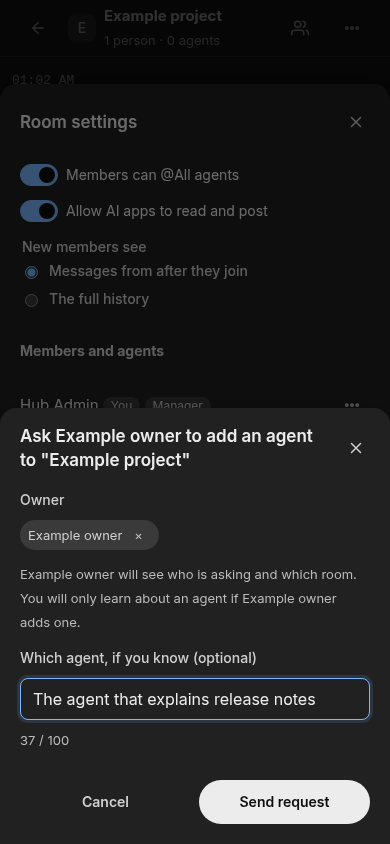 Example project
E
1 person · 0 agents
01:02 AM
Room settings
Members can @All agents
Allow AI apps to read and post
New members see
Messages from after they join
The full history
Members and agents
Hub Admin You Manager
Ask Example owner to add an agent
to "Example project"
Owner
Example owner ×
Example owner will see who is asking and which room.
You will only learn about an agent if Example owner
adds one.
Which agent, if you know (optional)
The agent that explains release notes
37 / 100
Cancel Send request